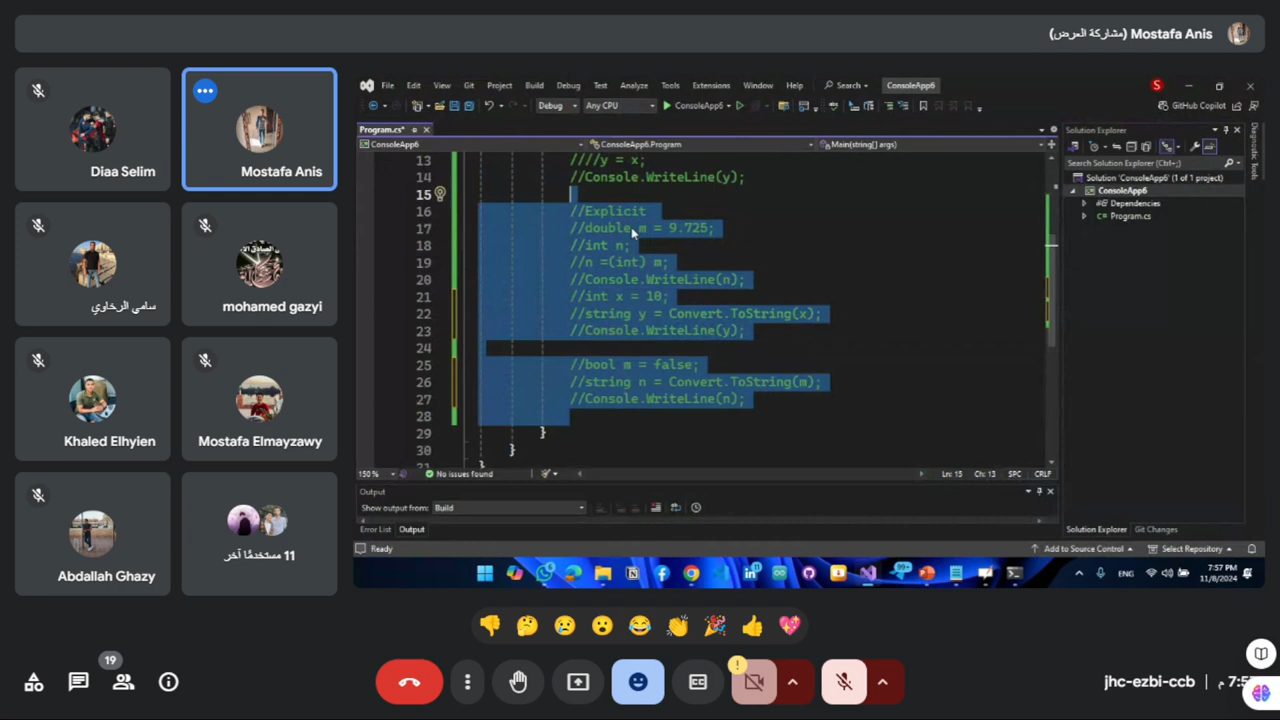 Mostafa Anis (مشاركة العرض)
Diaa Selim
Mostafa Anis
سامي الرخاوي
mohamed gazyi
Khaled Elhyien
Mostafa Elmayzawy
Abdallah Ghazy
11 مستخدمًا آخر
File Edit View Git Project Build Debug Test Analyze Tools Extensions Window Help Search ConsoleApp6
S
Debug Any CPU ConsoleApp6 GitHub Copilot
Program.cs*
ConsoleApp6 ConsoleApp6.Program Main(string[] args)
13 ////y = x;
14 //Console.WriteLine(y);
15
16 //Explicit
17 //double m = 9.725;
18 //int n;
19 //n =(int) m;
20 //Console.WriteLine(n);
21 //int x = 10;
22 //string y = Convert.ToString(x);
23 //Console.WriteLine(y);
24
25 //bool m = false;
26 //string n = Convert.ToString(m);
27 //Console.WriteLine(n);
28
29 }
30 }
31 }
150 % No issues found Ln: 15 Ch: 13 SPC CRLF
Output
Show output from: Build
Error List Output
Solution Explorer
Search Solution Explorer (Ctrl+;)
Solution 'ConsoleApp6' (1 of 1 project)
ConsoleApp6
Dependencies
Program.cs
Solution Explorer Git Changes
Diagnostic Tools
Ready Add to Source Control Select Repository
99+
ENG
7:57 PM
11/8/2024
19
jhc-ezbi-ccb